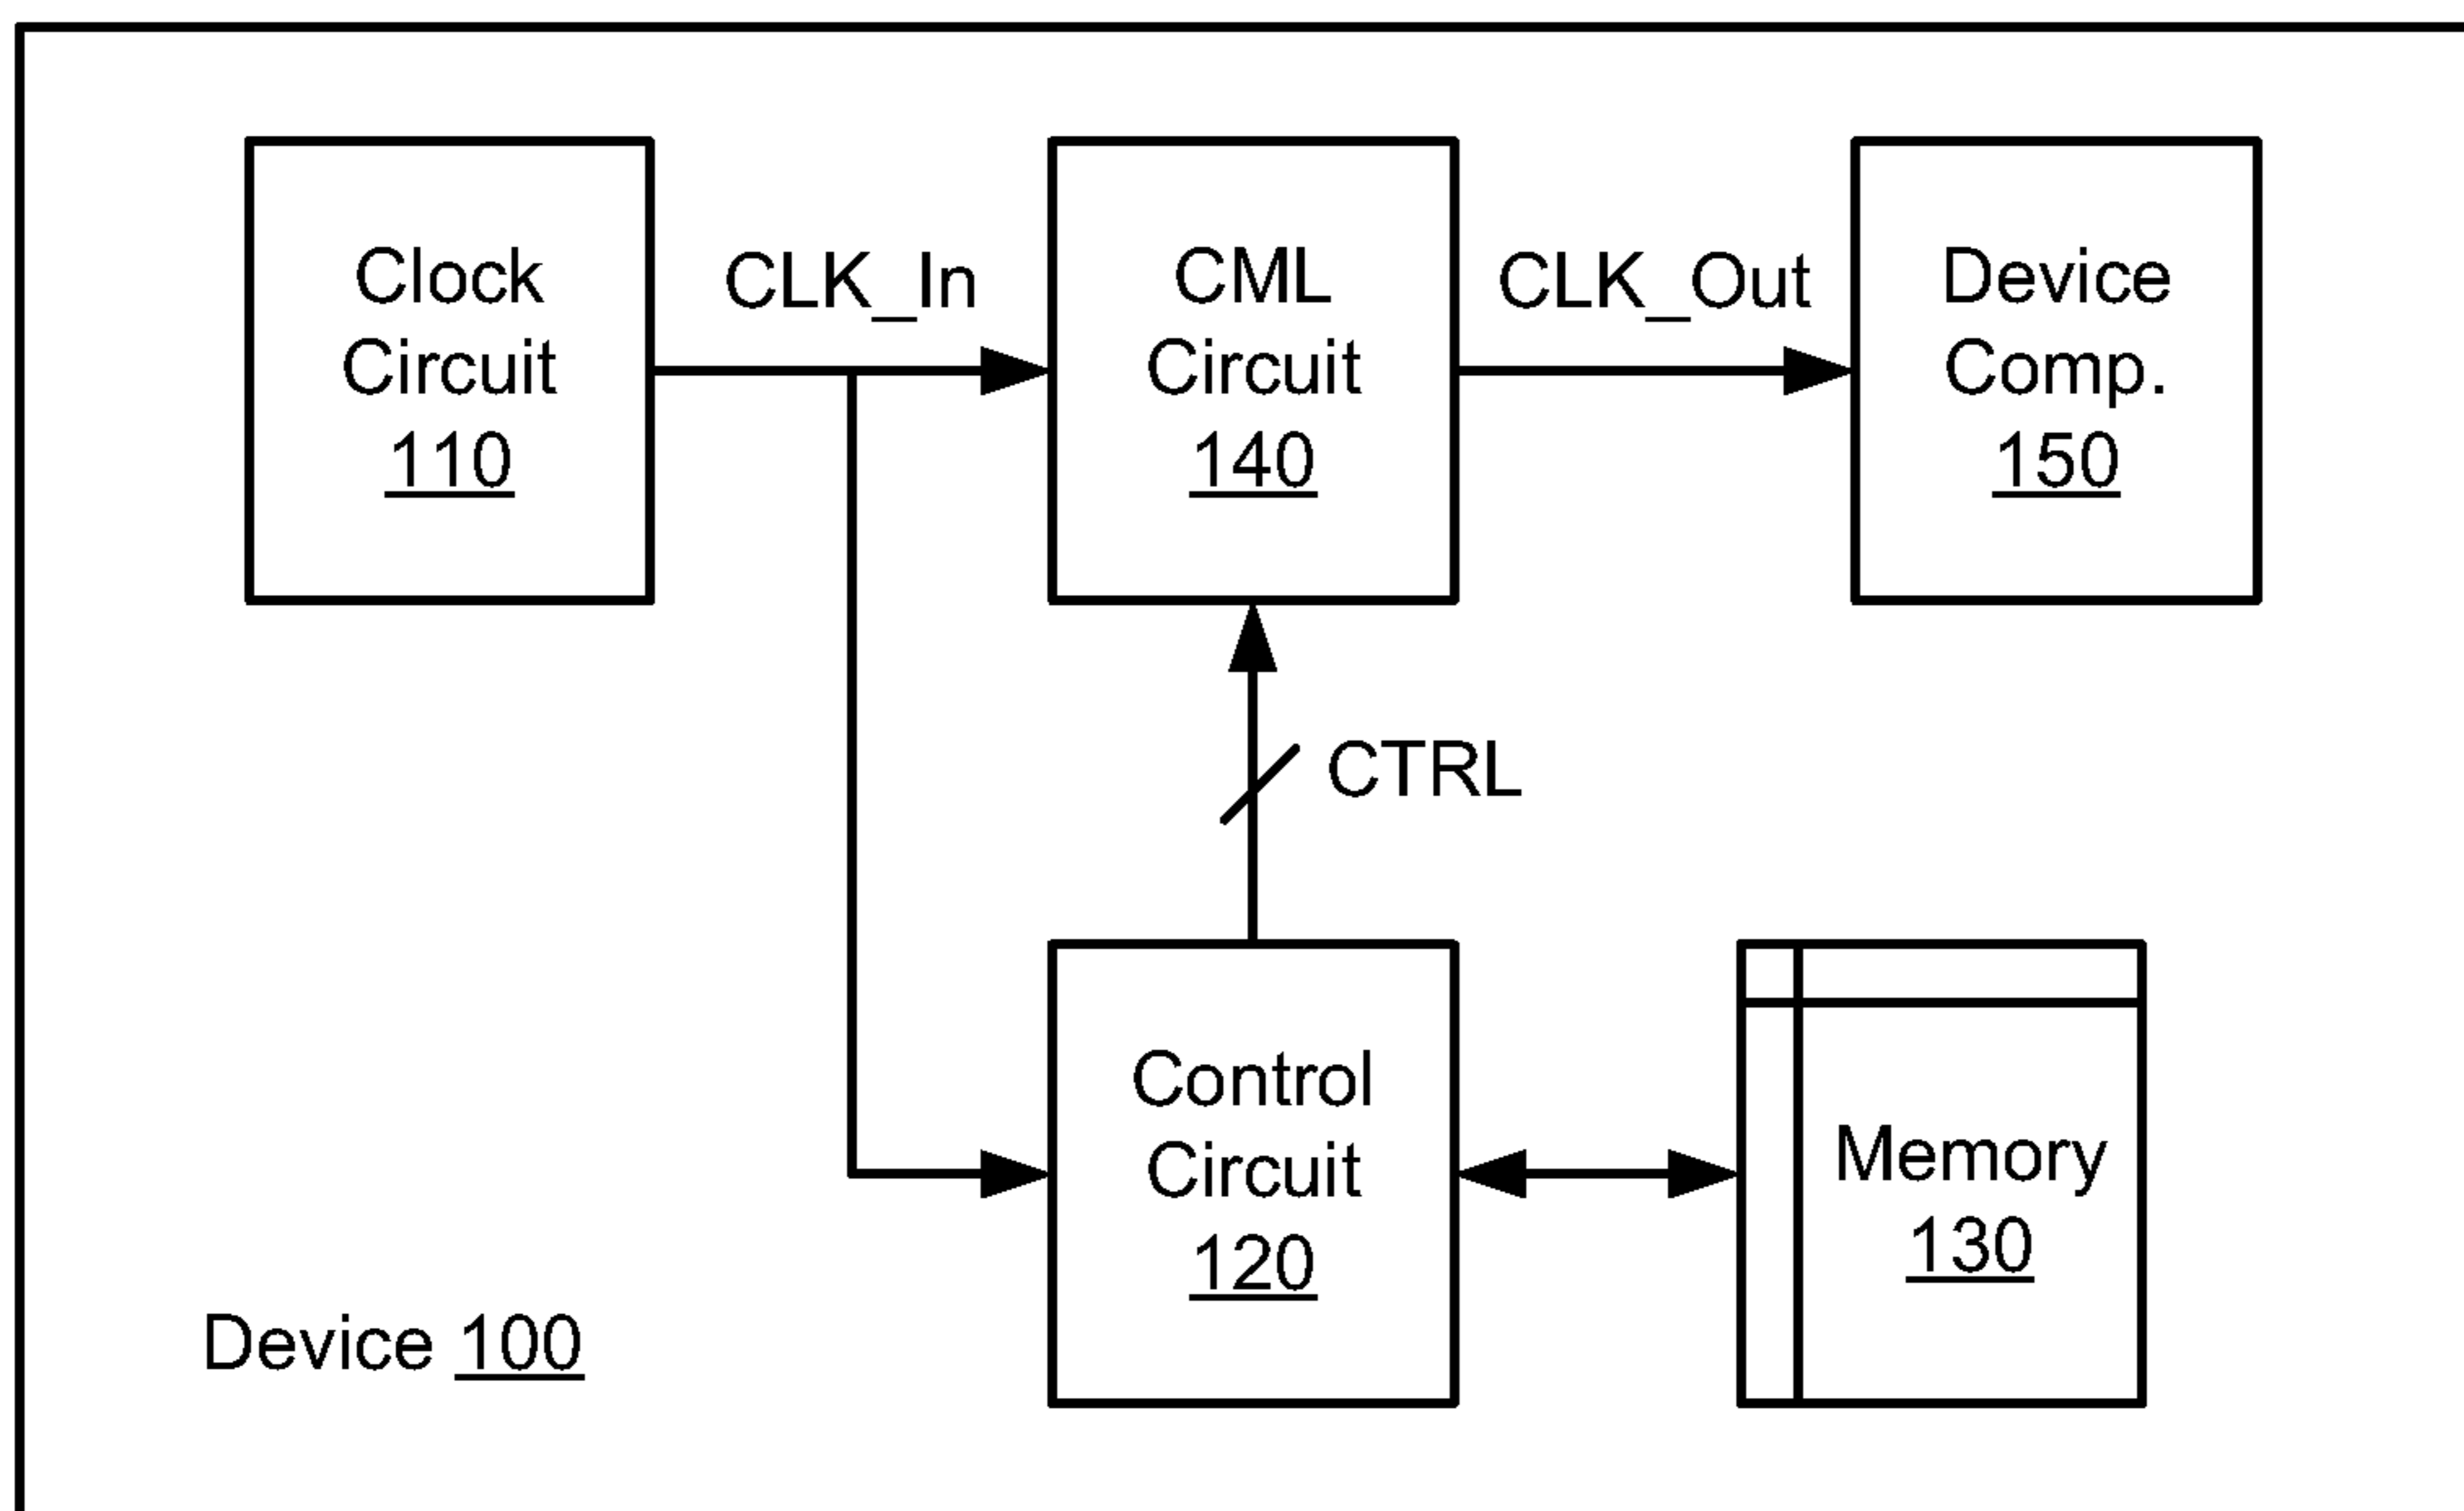 Clock
Circuit
110
CLK_In
CML
Circuit
140
CLK_Out
Device
Comp.
150
CTRL
Control
Circuit
120
Memory
130
Device 100